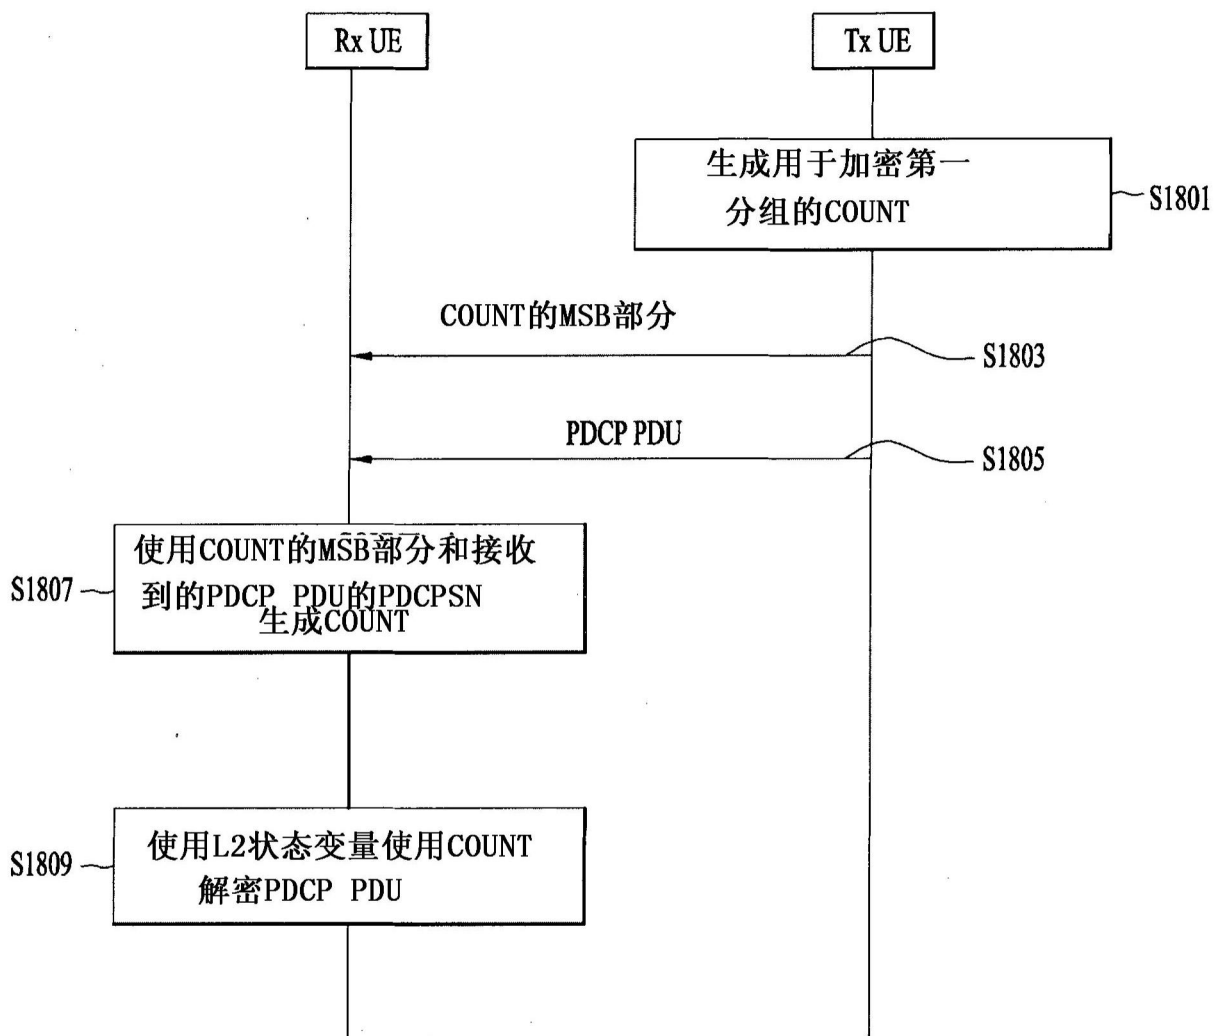 Rx UE
Tx UE
生成用于加密第一
分组的COUNT
S1801
COUNT的MSB部分
S1803
PDCP PDU
S1805
使用COUNT的MSB部分和接收
到的PDCP PDU的PDCPSN
生成COUNT
S1807
使用L2状态变量使用COUNT
解密PDCP PDU
S1809